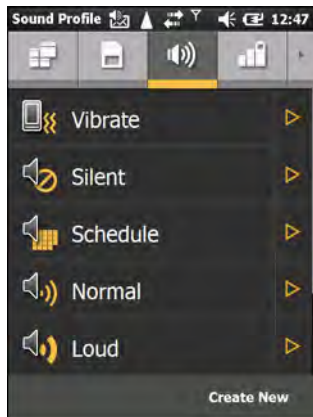 Sound Profile 12:47
Vibrate
Silent
Schedule
Normal
Loud
Create New